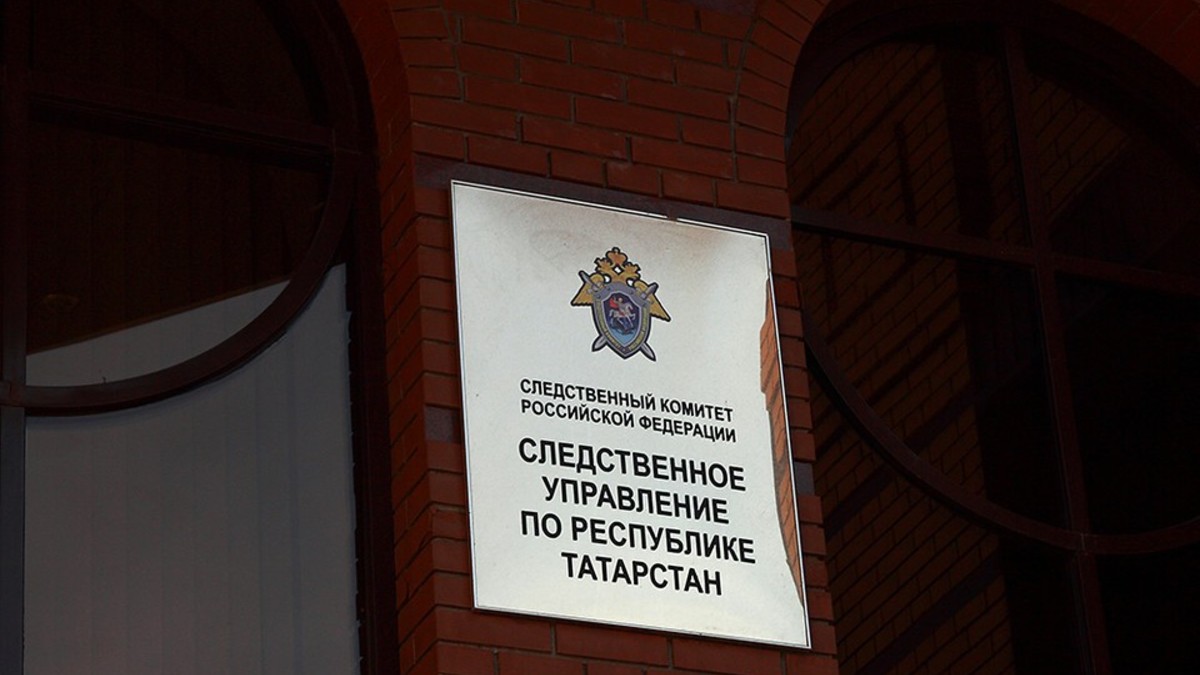 СЛЕДСТВЕННЫЙ КОМИТЕТ
РОССИЙСКОЙ ФЕДЕРАЦИИ
СЛЕДСТВЕННОЕ
УПРАВЛЕНИЕ
ПО РЕСПУБЛИКЕ
ТАТАРСТАН